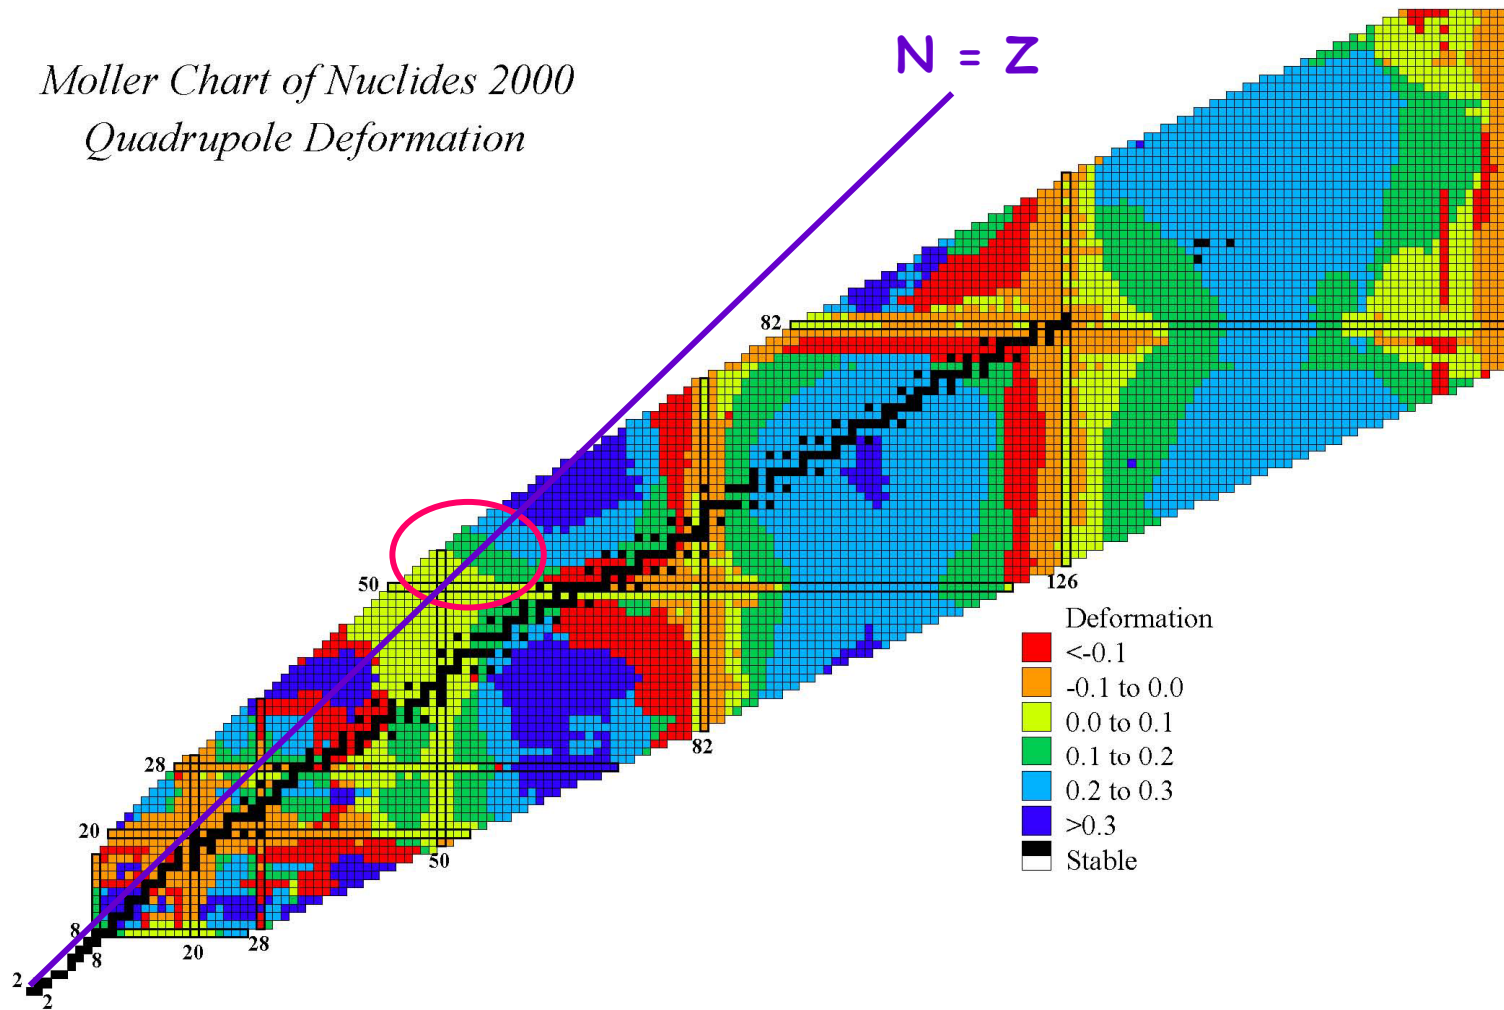 Moller Chart of Nuclides 2000
Quadrupole Deformation
N = Z
82
50
126
28
82
20
50
8
20
28
8
2
2
Deformation
<-0.1
-0.1 to 0.0
0.0 to 0.1
0.1 to 0.2
0.2 to 0.3
>0.3
Stable